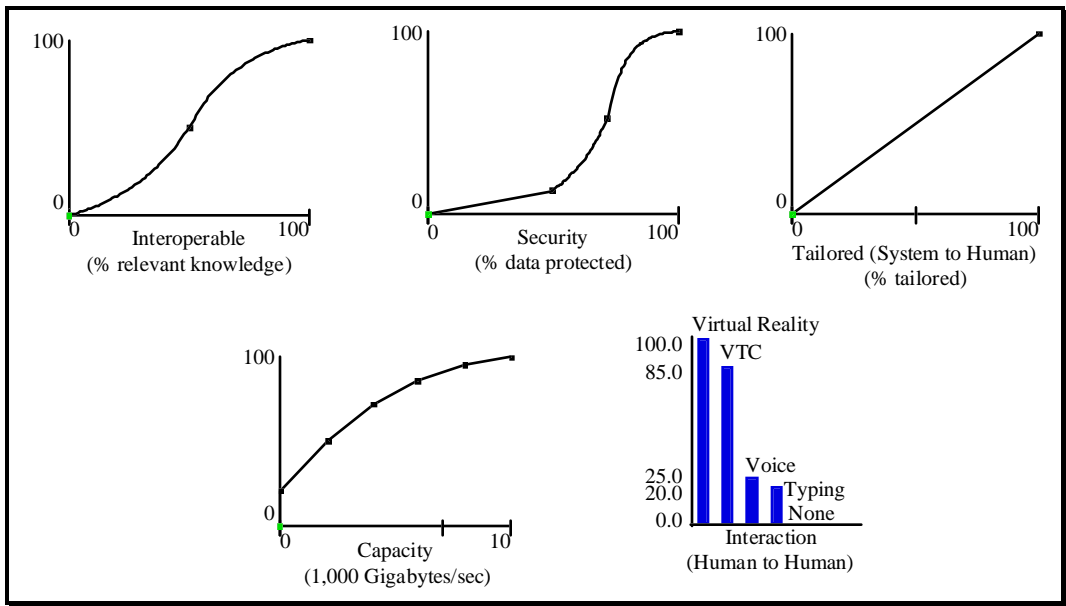 100
0
0
100
Interoperable
(% relevant knowledge)
100
0
0
100
Security
(% data protected)
100
0
0
100
Tailored (System to Human)
(% tailored)
100
0
0
10
Capacity
(1,000 Gigabytes/sec)
Virtual Reality
100.0
VTC
85.0
Voice
25.0
20.0
Typing
None
0.0
Interaction
(Human to Human)